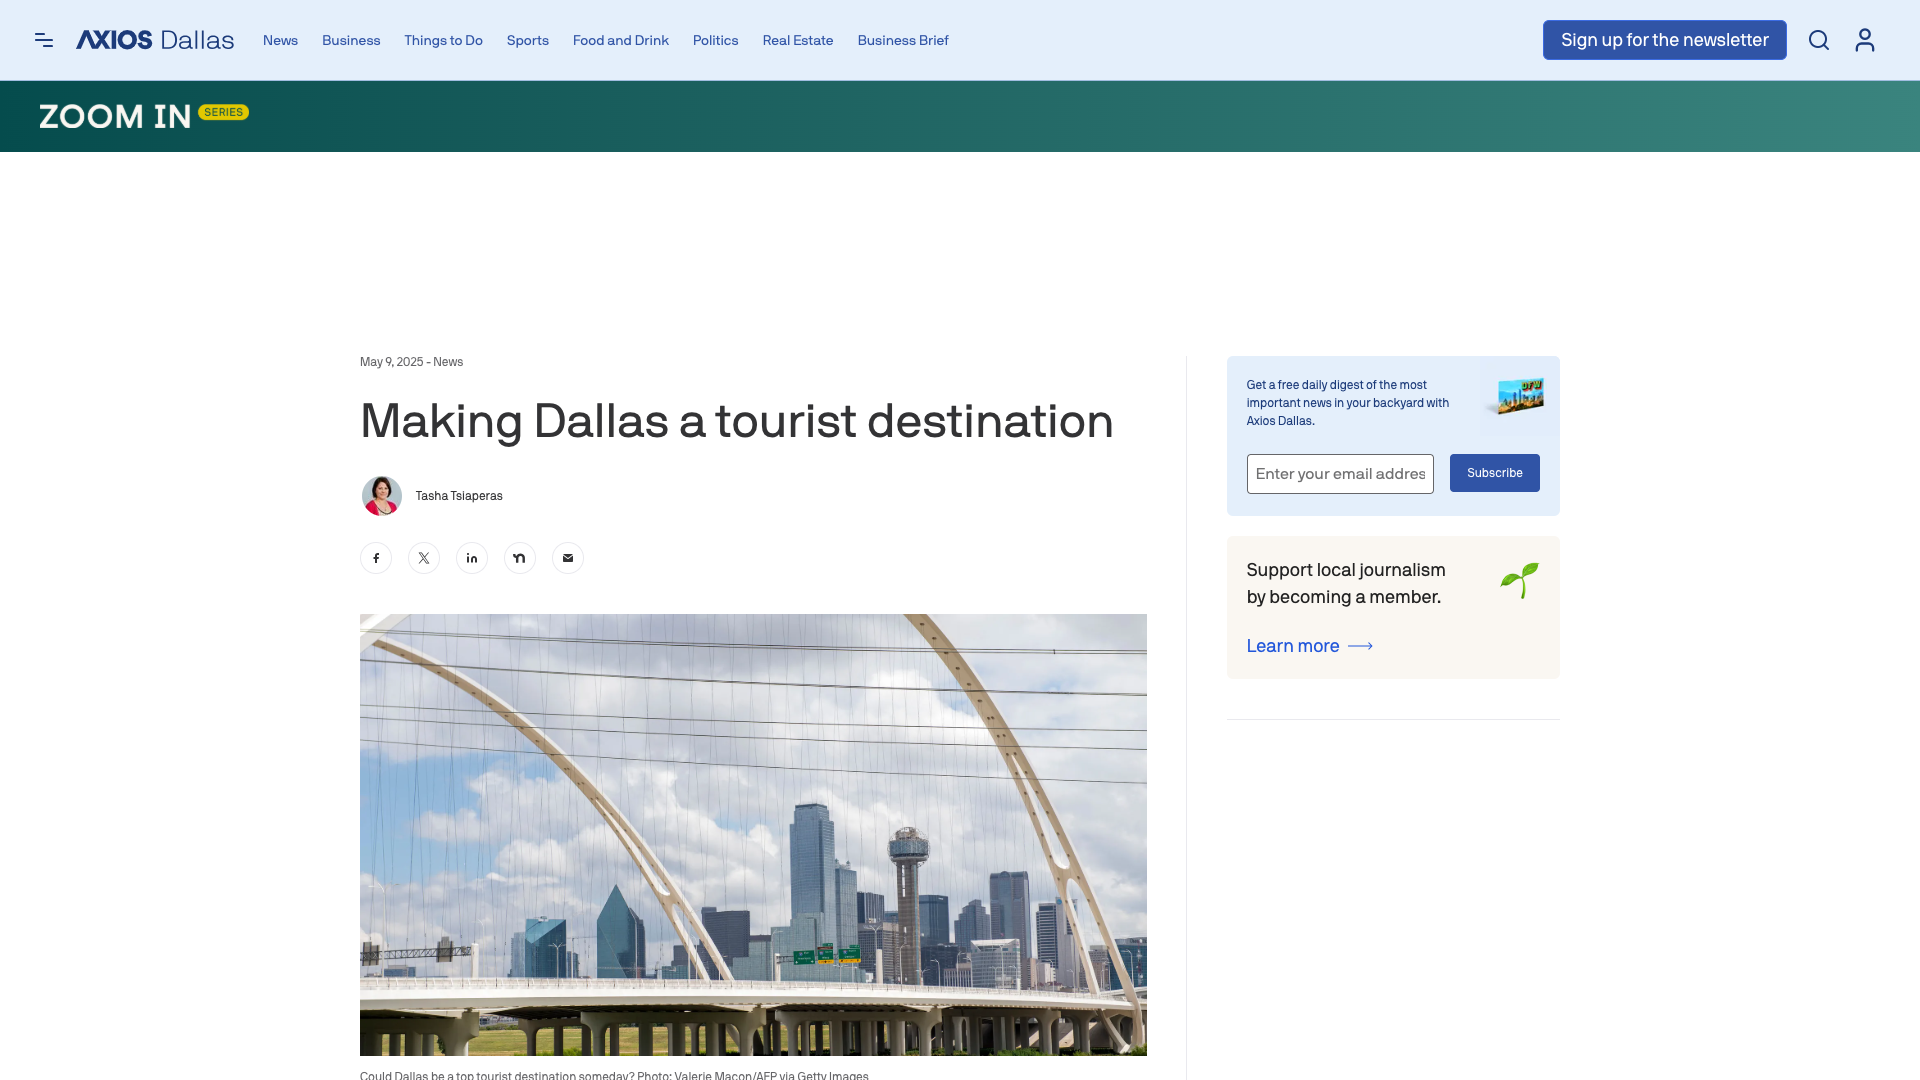 AXIOS Dallas
News
Business
Things to Do
Sports
Food and Drink
Politics
Real Estate
Business Brief
Sign up for the newsletter
ZOOM IN SERIES
May 9, 2025 - News
Making Dallas a tourist destination
Tasha Tsiaperas
Could Dallas be a top tourist destination someday? Photo: Valerie Macon/AFP via Getty Images
Get a free daily digest of the most
important news in your backyard with
Axios Dallas.
DFW
Enter your email addres
Subscribe
Support local journalism
by becoming a member.
Learn more